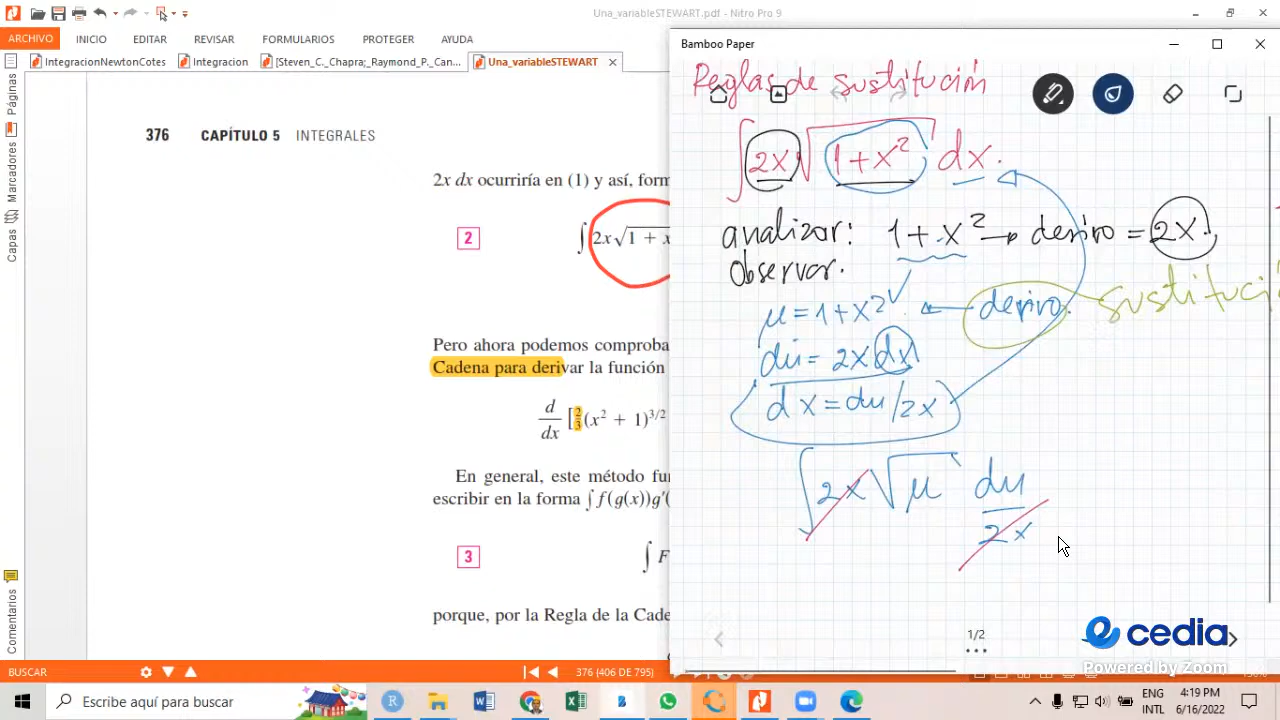 Una_variableSTEWART.pdf - Nitro Pro 9
ARCHIVO INICIO EDITAR REVISAR FORMULARIOS PROTEGER AYUDA
IntegracionNewtonCotes Integracion [Steven_C._Chapra;_Raymond_P._Can... Una_variableSTEWART
Páginas
Marcadores
Capas
Comentarios
376 CAPÍTULO 5 INTEGRALES
2x dx ocurriría en (1) y así, form
2 ∫ 2x√1 + x
Pero ahora podemos comproba
Cadena para derivar la función
d/dx [2/3(x² + 1)^3/2
En general, este método fu
escribir en la forma ∫f(g(x))g′(
3 ∫ F
porque, por la Regla de la Cade
BUSCAR 376 (406 DE 795)
Bamboo Paper
Reglas de sustitución
∫ 2x √1+x² dx.
analizar: 1+x² → derivo = 2x.
observar.
μ = 1+x² ← derivo. sustitució
du = 2x dx
dx = du/2x
∫ 2x √μ du/2x
1/2
cedia
Powered by Zoom
Escribe aquí para buscar
ENG
INTL
4:19 PM
6/16/2022